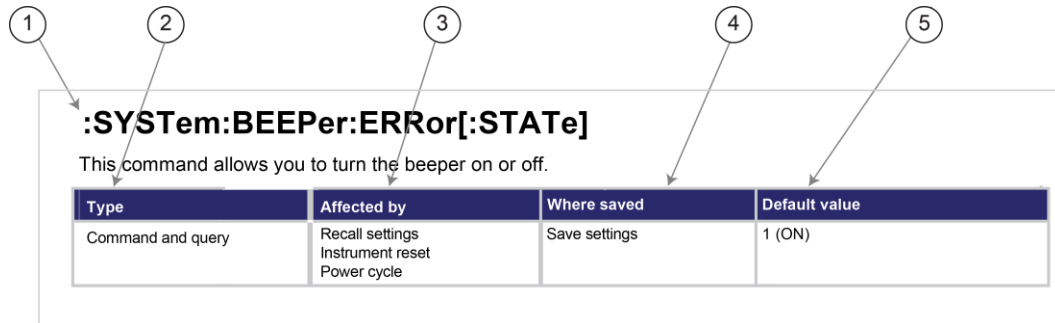 1 2 3 4 5
:SYSTem:BEEPer:ERRor[:STATe]
This command allows you to turn the beeper on or off.
Type Affected by Where saved Default value
Command and query Recall settings Save settings 1 (ON)
Instrument reset
Power cycle